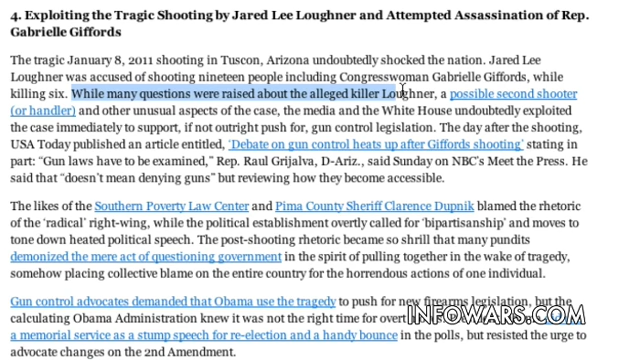 4. Exploiting the Tragic Shooting by Jared Lee Loughner and Attempted Assassination of Rep.
Gabrielle Giffords
The tragic January 8, 2011 shooting in Tuscon, Arizona undoubtedly shocked the nation. Jared Lee
Loughner was accused of shooting nineteen people including Congresswoman Gabrielle Giffords, while
killing six. While many questions were raised about the alleged killer Loughner, a possible second shooter
(or handler) and other unusual aspects of the case, the media and the White House undoubtedly exploited
the case immediately to support, if not outright push for, gun control legislation. The day after the shooting,
USA Today published an article entitled, ‘Debate on gun control heats up after Giffords shooting’ stating in
part: “Gun laws have to be examined,” Rep. Raul Grijalva, D-Ariz., said Sunday on NBC’s Meet the Press. He
said that “doesn’t mean denying guns” but reviewing how they become accessible.
The likes of the Southern Poverty Law Center and Pima County Sheriff Clarence Dupnik blamed the rhetoric
of the ‘radical’ right-wing, while the political establishment overtly called for ‘bipartisanship’ and moves to
tone down heated political speech. The post-shooting rhetoric became so shrill that many pundits
demonized the mere act of questioning government in the spirit of pulling together in the wake of tragedy,
somehow placing collective blame on the entire country for the horrendous actions of one individual.
Gun control advocates demanded that Obama use the tragedy to push for new firearms legislation, but the
calculating Obama Administration knew it was not the right time for overt
INFOWARS.COM
a memorial service as a stump speech for re-election and a handy bounce in the polls, but resisted the urge to
advocate changes on the 2nd Amendment.